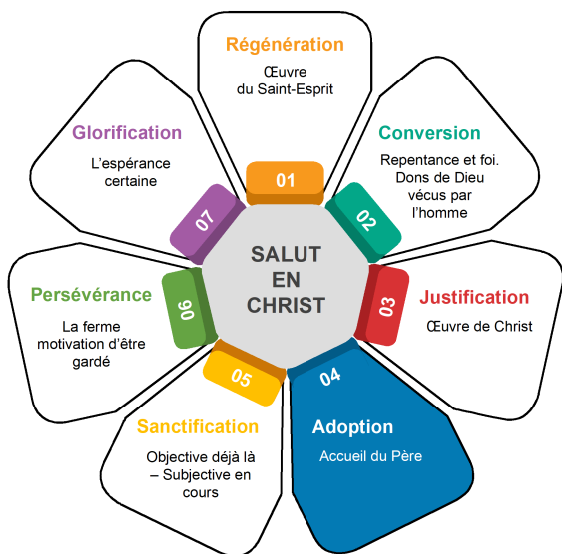 Régénération
Œuvre
du Saint-Esprit
01
Conversion
Repentance et foi.
Dons de Dieu
vécus par
l’homme
02
Justification
Œuvre de Christ
03
Adoption
Accueil du Père
04
Sanctification
Objective déjà là
– Subjective en
cours
05
Persévérance
La ferme
motivation d’être
gardé
06
Glorification
L’espérance
certaine
07
SALUT
EN
CHRIST